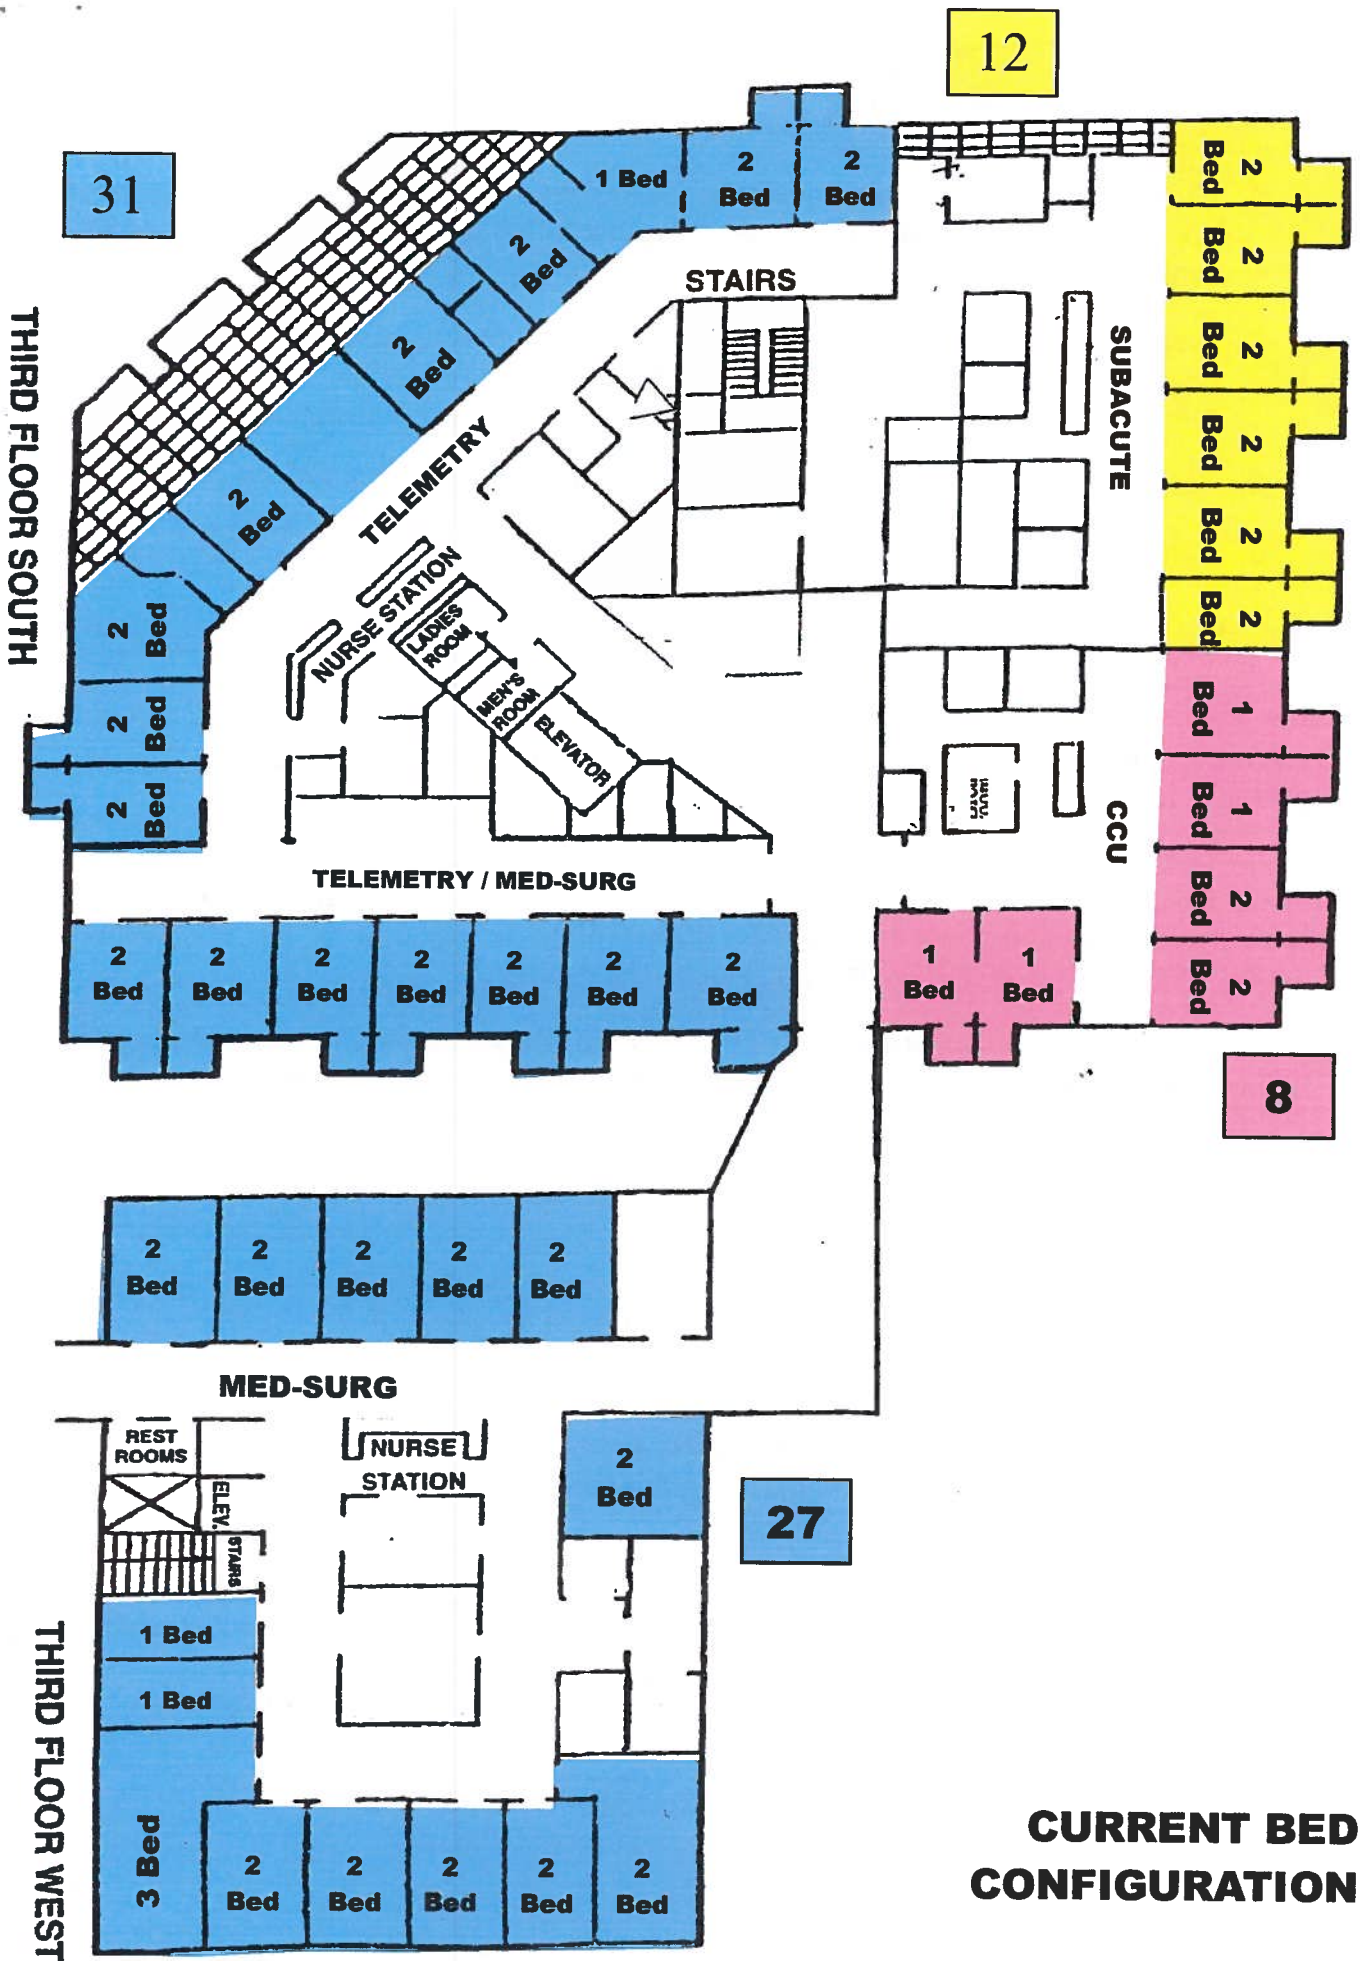 12
31
1 Bed
2
Bed
2
Bed
2
Bed
2
Bed
2
Bed
2
Bed
2
Bed
2
Bed
THIRD FLOOR SOUTH
STAIRS
TELEMETRY
NURSE STATION
LADIES
ROOM
MEN'S
ROOM
ELEVATOR
SUBACUTE
2
Bed
2
Bed
2
Bed
2
Bed
2
Bed
2
Bed
CCU
1
Bed
1
Bed
2
Bed
2
Bed
1
Bed
1
Bed
8
TELEMETRY / MED-SURG
2
Bed
2
Bed
2
Bed
2
Bed
2
Bed
2
Bed
2
Bed
2
Bed
2
Bed
2
Bed
2
Bed
2
Bed
MED-SURG
REST
ROOMS
ELEV.
STAIRS
NURSE
STATION
2
Bed
27
1 Bed
1 Bed
3 Bed
2
Bed
2
Bed
2
Bed
2
Bed
2
Bed
THIRD FLOOR WEST
CURRENT BED
CONFIGURATION